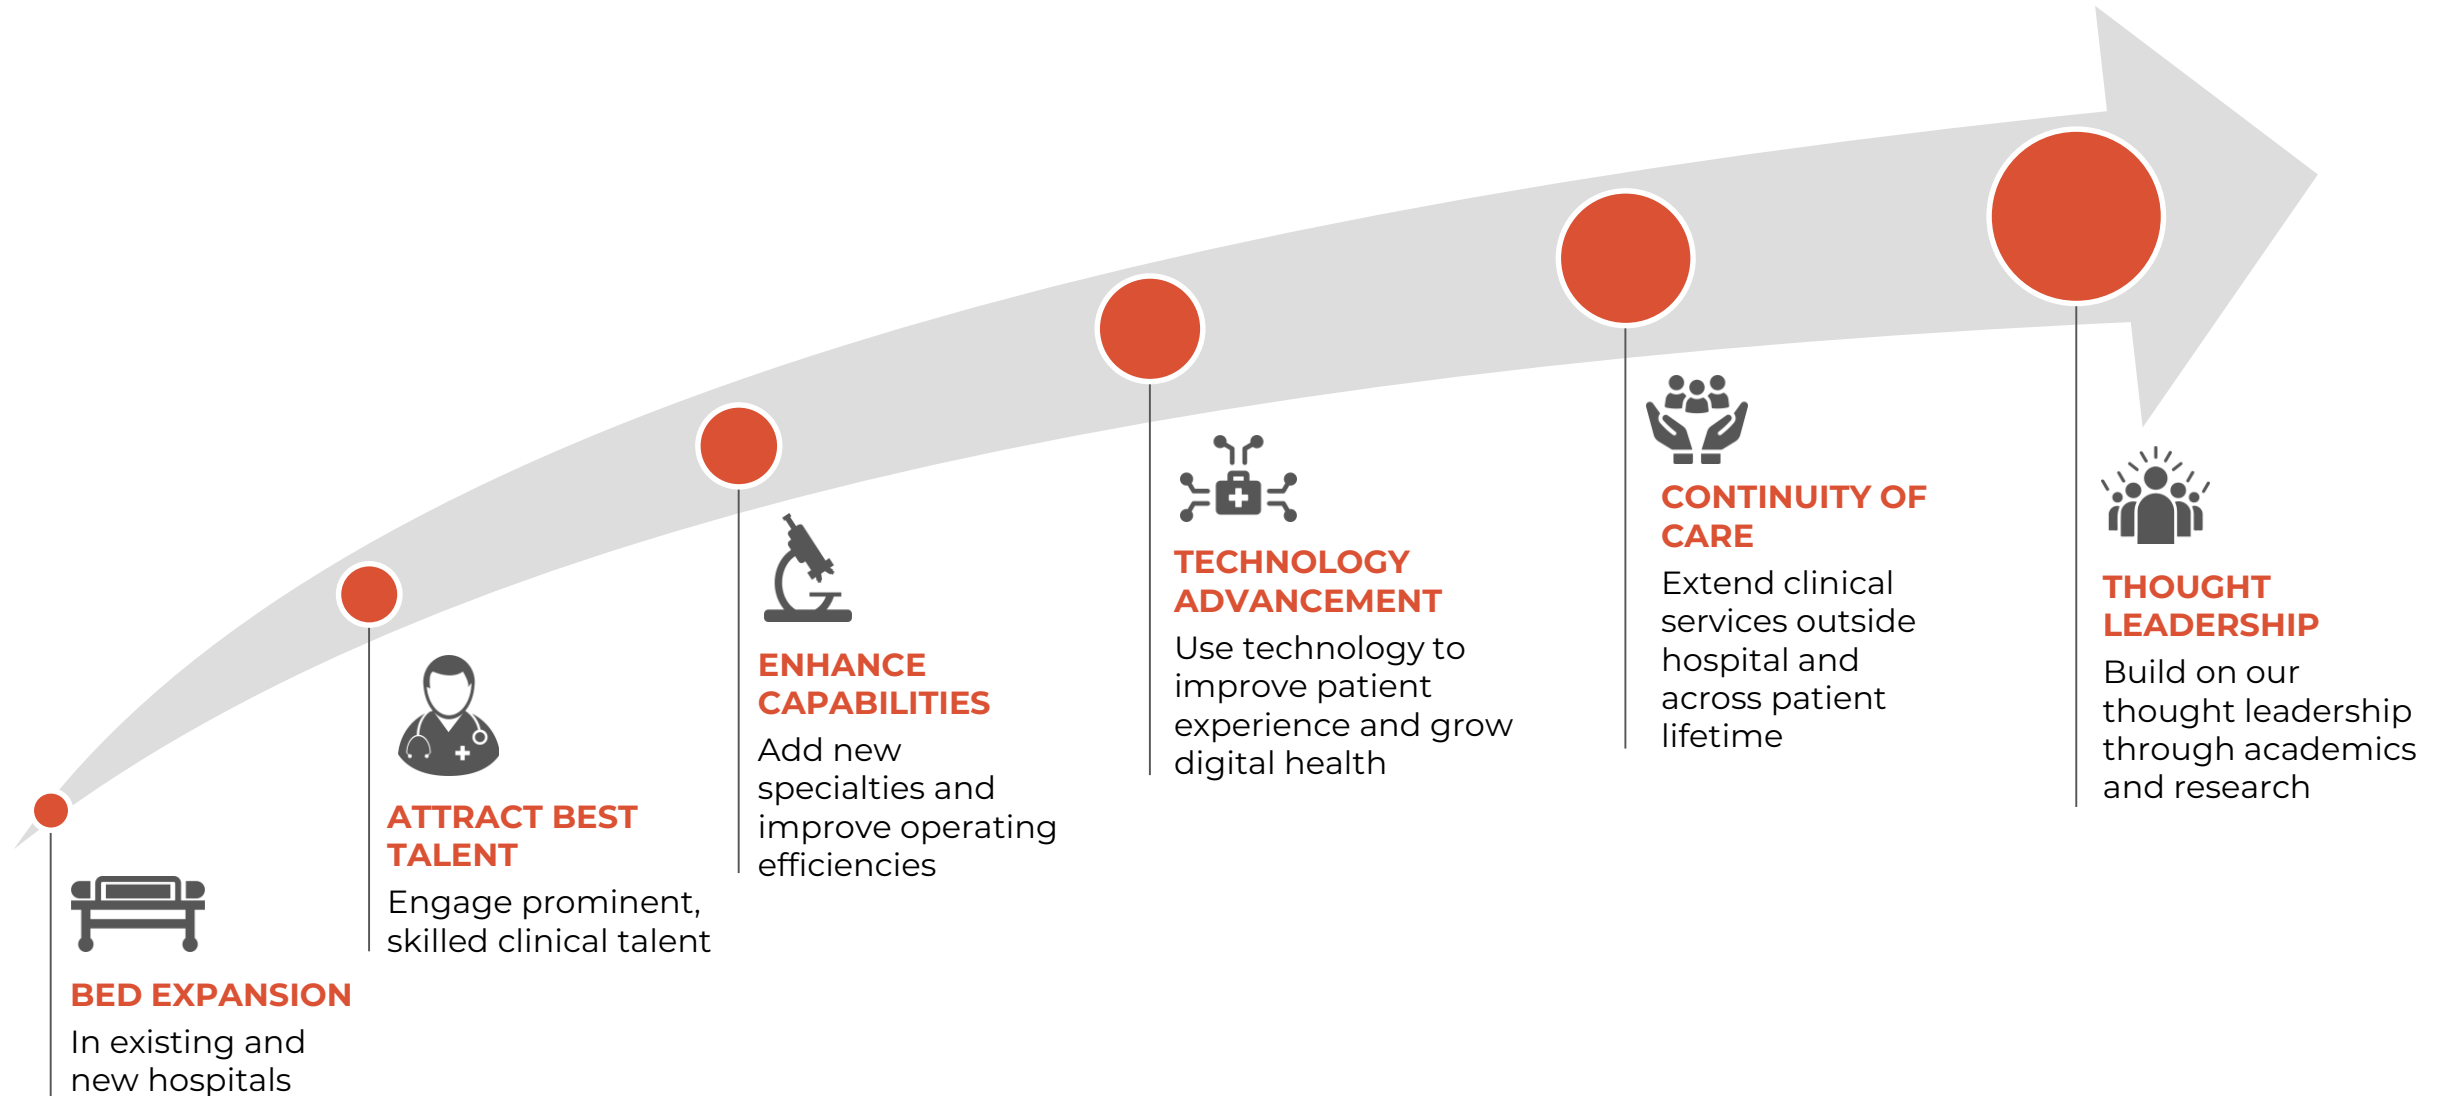 BED EXPANSION
In existing and
new hospitals
ATTRACT BEST
TALENT
Engage prominent,
skilled clinical talent
ENHANCE
CAPABILITIES
Add new
specialties and
improve operating
efficiencies
TECHNOLOGY
ADVANCEMENT
Use technology to
improve patient
experience and grow
digital health
CONTINUITY OF
CARE
Extend clinical
services outside
hospital and
across patient
lifetime
THOUGHT
LEADERSHIP
Build on our
thought leadership
through academics
and research